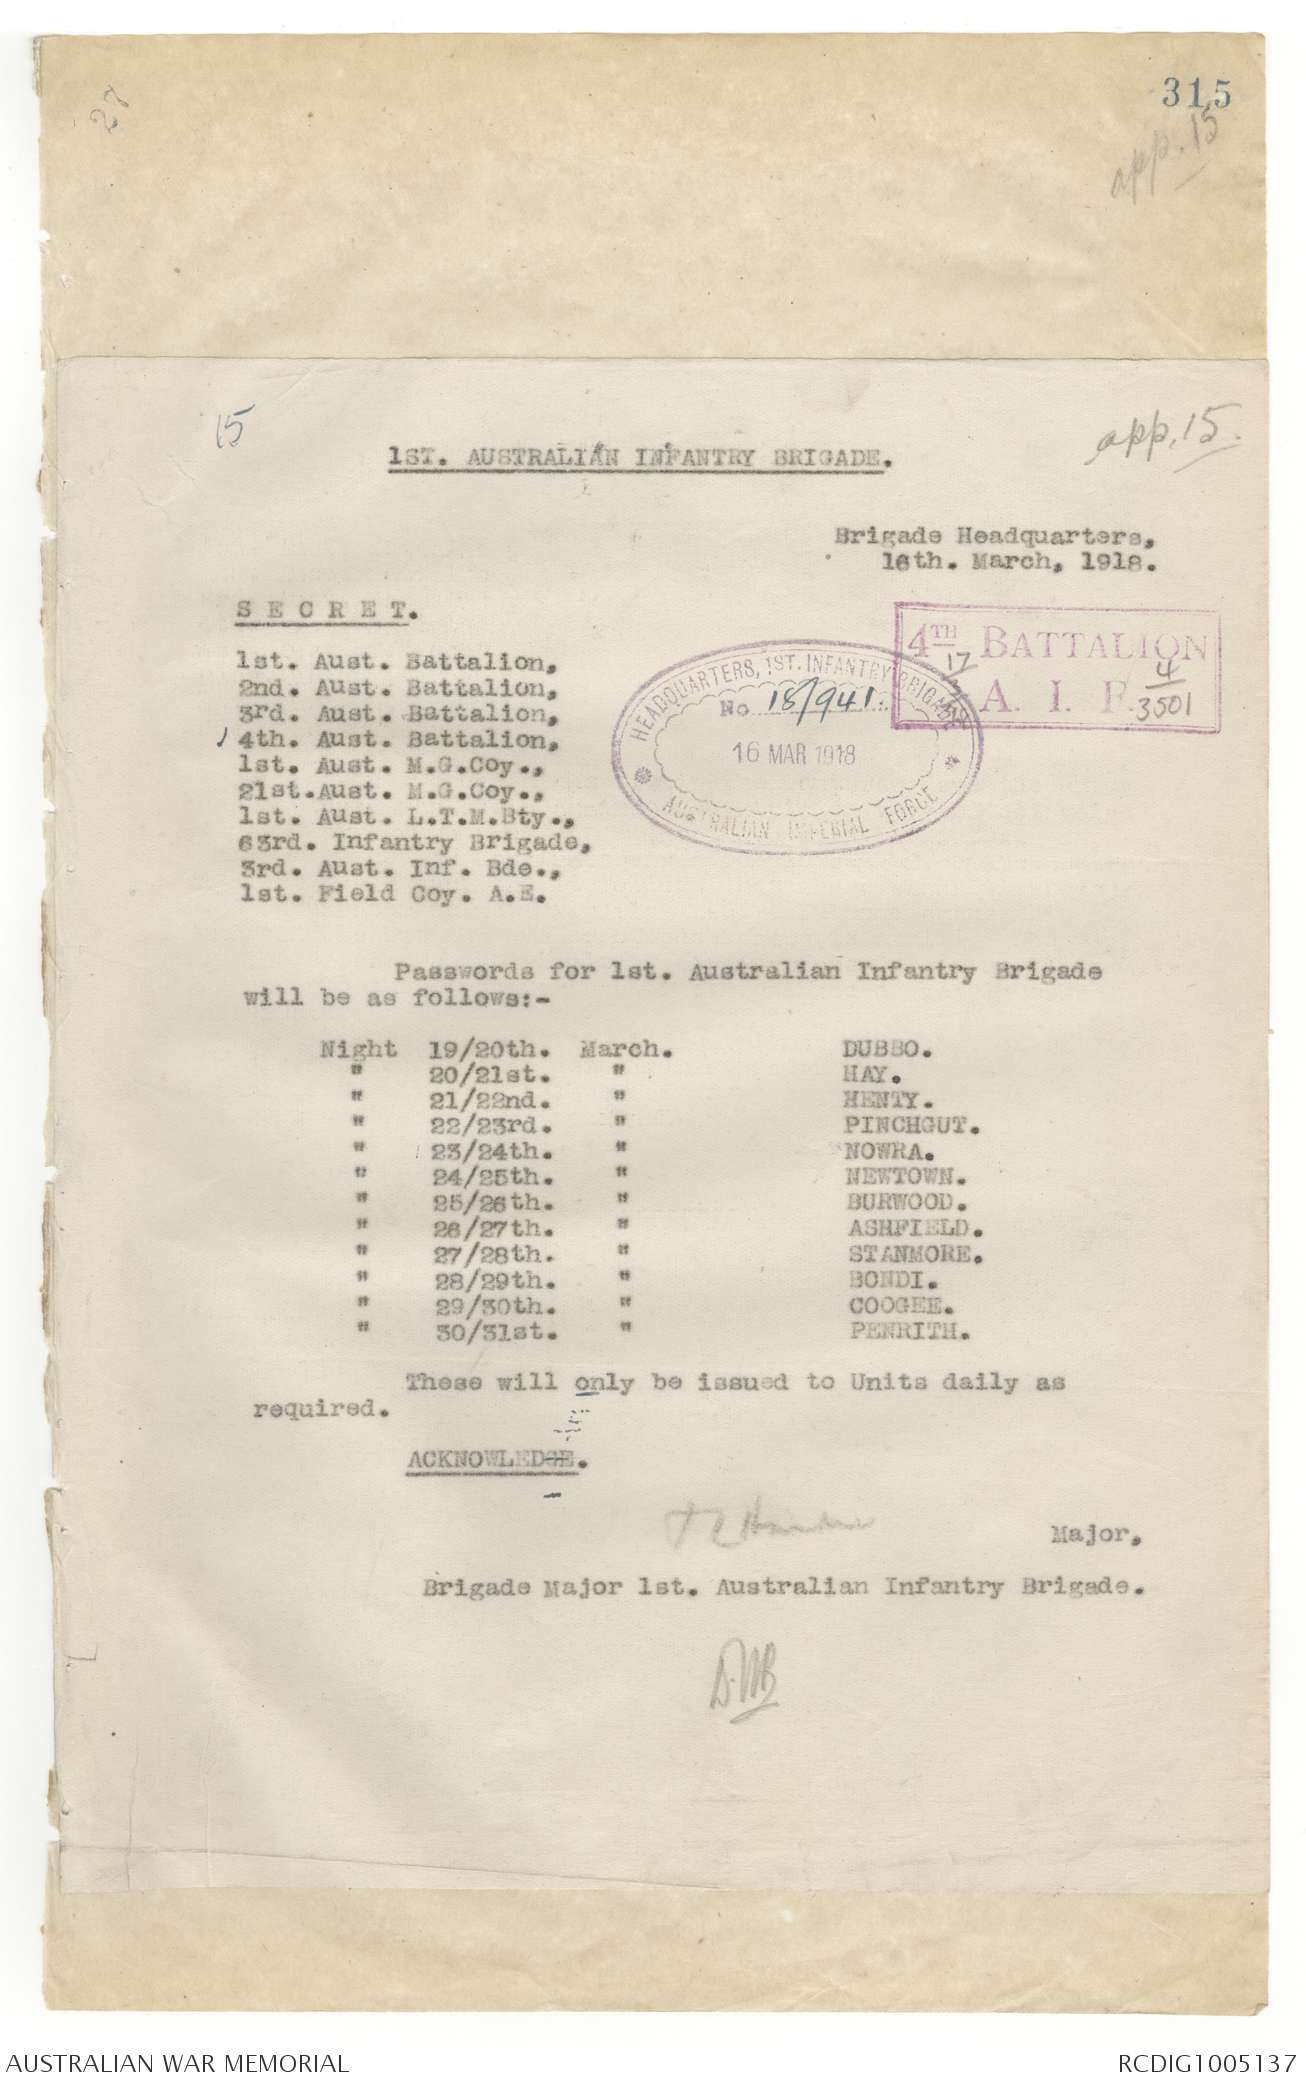 28
315
app. 15
15
app. 15.
1ST. AUSTRALIAN INFANTRY BRIGADE.
Brigade Headquarters,
16th. March, 1918.
S E C R E T.
4TH BATTALION
A. I. F.
17
4
3501
HEADQUARTERS, 1ST. INFANTRY BRIGADE
No 18/941.
16 MAR 1918
AUSTRALIAN IMPERIAL FORCE
1st. Aust. Battalion,
2nd. Aust. Battalion,
3rd. Aust. Battalion,
4th. Aust. Battalion,
1st. Aust. M.G.Coy.,
21st.Aust. M.G.Coy.,
1st. Aust. L.T.M.Bty.,
63rd. Infantry Brigade,
3rd. Aust. Inf. Bde.,
1st. Field Coy. A.E.
Passwords for 1st. Australian Infantry Brigade
will be as follows:-
Night 19/20th. March. DUBBO.
" 20/21st. " HAY.
" 21/22nd. " HENTY.
" 22/23rd. " PINCHGUT.
" 23/24th. " NOWRA.
" 24/25th. " NEWTOWN.
" 25/26th. " BURWOOD.
" 26/27th. " ASHFIELD.
" 27/28th. " STANMORE.
" 28/29th. " BONDI.
" 29/30th. " COOGEE.
" 30/31st. " PENRITH.
These will only be issued to Units daily as
required.
ACKNOWLEDGE.
Major,
Brigade Major 1st. Australian Infantry Brigade.
AUSTRALIAN WAR MEMORIAL
RCDIG1005137